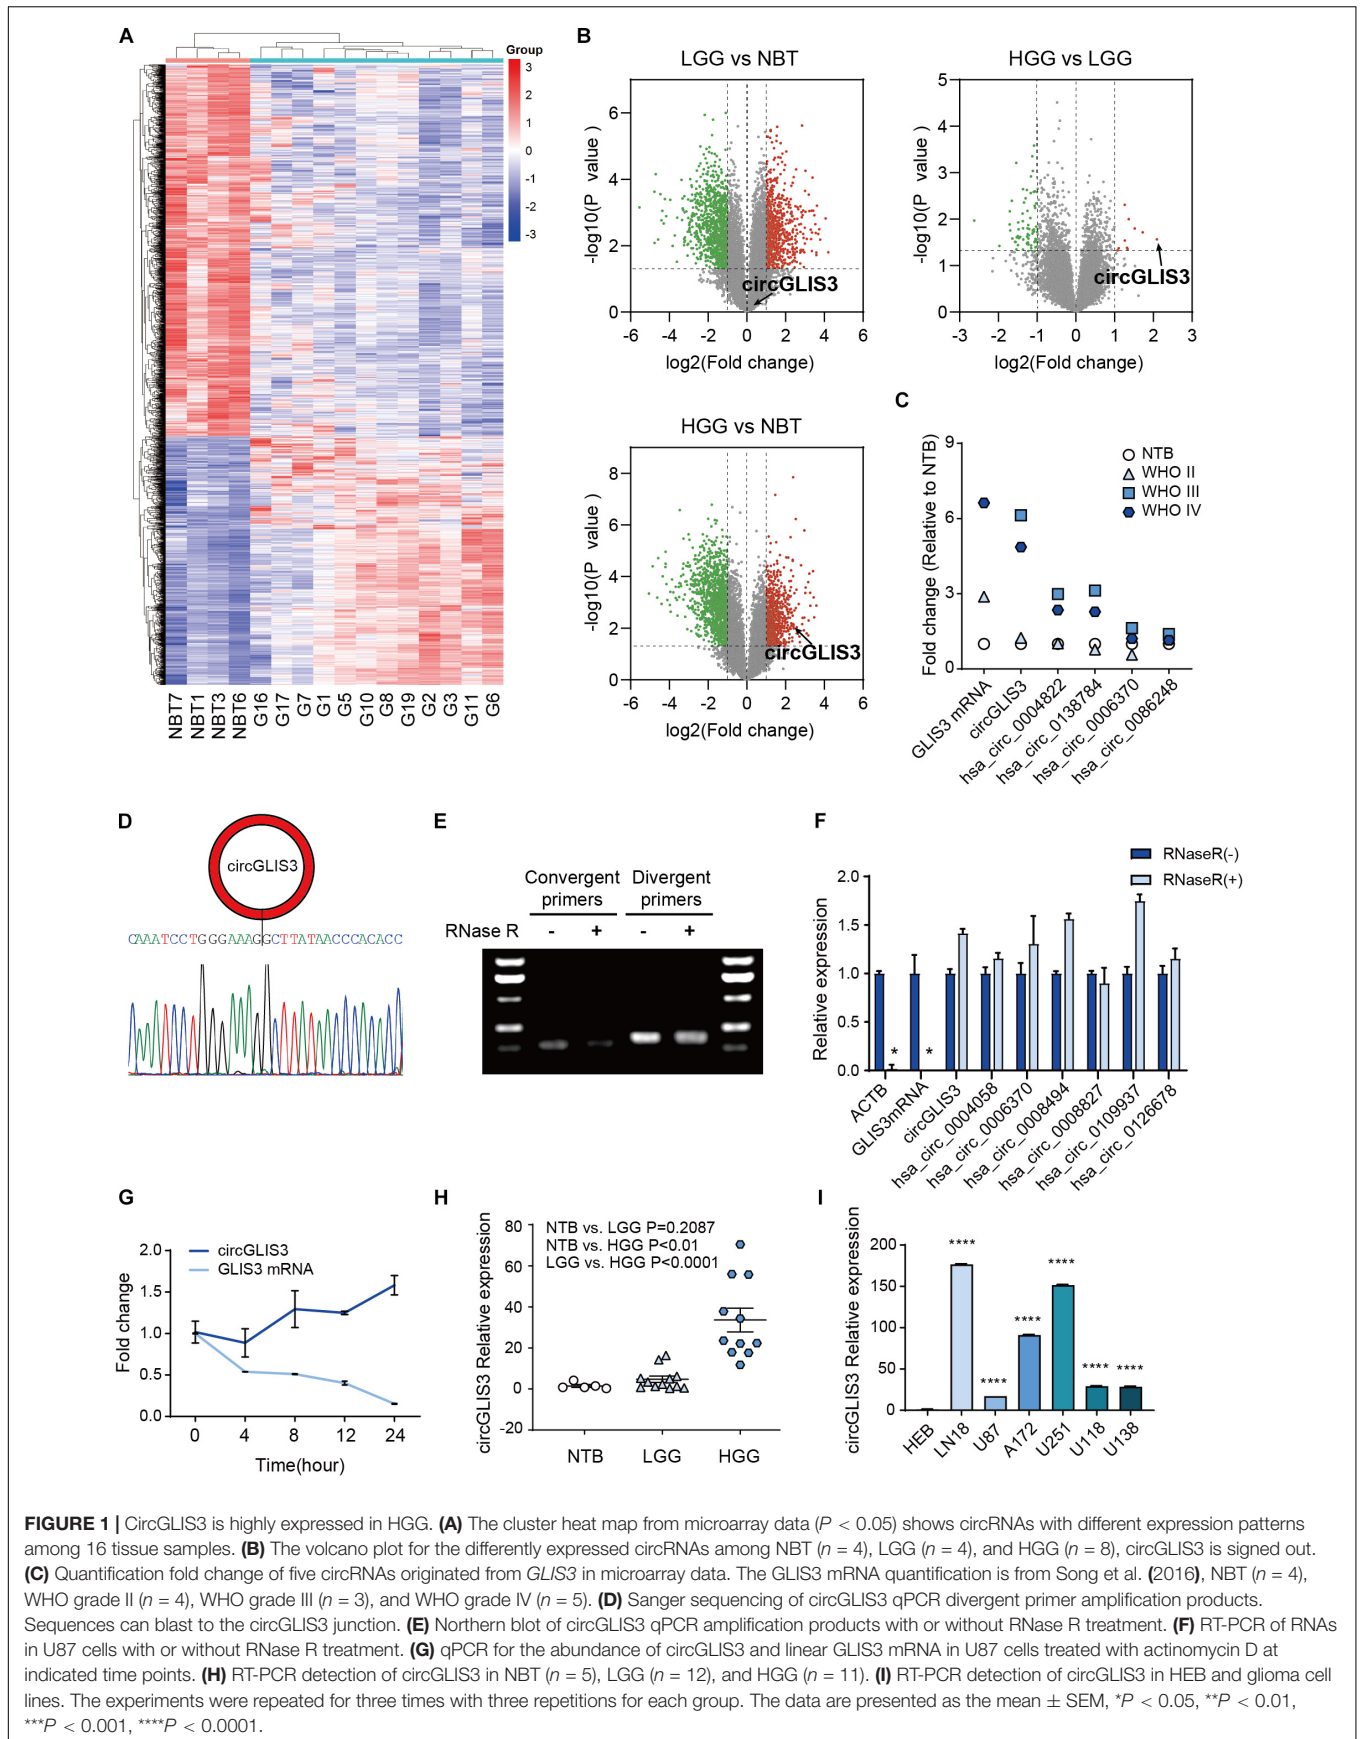 A
Group
3
2
1
0
-1
-2
-3
NBT7
NBT1
NBT3
NBT6
G16
G17
G7
G1
G5
G10
G8
G19
G2
G3
G11
G6
B
LGG vs NBT
-log10(P value )
6
4
2
0
-6 -4 -2 0 2 4 6
log2(Fold change)
circGLIS3
HGG vs LGG
-log10(P value )
5
4
3
2
1
0
-3 -2 -1 0 1 2 3
log2(Fold change)
circGLIS3
HGG vs NBT
-log10(P value )
8
6
4
2
0
-6 -4 -2 0 2 4 6
log2(Fold change)
circGLIS3
C
Fold change (Relative to NTB)
9
6
3
0
NTB
WHO II
WHO III
WHO IV
GLIS3 mRNA
circGLIS3
hsa_circ_0004822
hsa_circ_0138784
hsa_circ_0006370
hsa_circ_0086248
D
circGLIS3
CAAATCCTGGGAAAGGCTTATAACCCACACC
E
Convergent primers
Divergent primers
RNase R - + - +
F
RNaseR(-)
RNaseR(+)
Relative expression
2.0
1.5
1.0
0.5
0.0
* *
ACTB
GLIS3mRNA
circGLIS3
hsa_circ_0004058
hsa_circ_0006370
hsa_circ_0008494
hsa_circ_0008827
hsa_circ_0109937
hsa_circ_0126678
G
Fold change
2.0
1.5
1.0
0.5
0.0
circGLIS3
GLIS3 mRNA
0 4 8 12 24
Time(hour)
H
circGLIS3 Relative expression
80
60
40
20
0
-20
NTB vs. LGG P=0.2087
NTB vs. HGG P<0.01
LGG vs. HGG P<0.0001
NTB LGG HGG
I
circGLIS3 Relative expression
200
150
100
50
0
**** **** **** **** **** ****
HEB
LN18
U87
A172
U251
U118
U138
FIGURE 1 | CircGLIS3 is highly expressed in HGG. (A) The cluster heat map from microarray data (P < 0.05) shows circRNAs with different expression patterns
among 16 tissue samples. (B) The volcano plot for the differently expressed circRNAs among NBT (n = 4), LGG (n = 4), and HGG (n = 8), circGLIS3 is signed out.
(C) Quantification fold change of five circRNAs originated from GLIS3 in microarray data. The GLIS3 mRNA quantification is from Song et al. (2016), NBT (n = 4),
WHO grade II (n = 4), WHO grade III (n = 3), and WHO grade IV (n = 5). (D) Sanger sequencing of circGLIS3 qPCR divergent primer amplification products.
Sequences can blast to the circGLIS3 junction. (E) Northern blot of circGLIS3 qPCR amplification products with or without RNase R treatment. (F) RT-PCR of RNAs
in U87 cells with or without RNase R treatment. (G) qPCR for the abundance of circGLIS3 and linear GLIS3 mRNA in U87 cells treated with actinomycin D at
indicated time points. (H) RT-PCR detection of circGLIS3 in NBT (n = 5), LGG (n = 12), and HGG (n = 11). (I) RT-PCR detection of circGLIS3 in HEB and glioma cell
lines. The experiments were repeated for three times with three repetitions for each group. The data are presented as the mean ± SEM, *P < 0.05, **P < 0.01,
***P < 0.001, ****P < 0.0001.